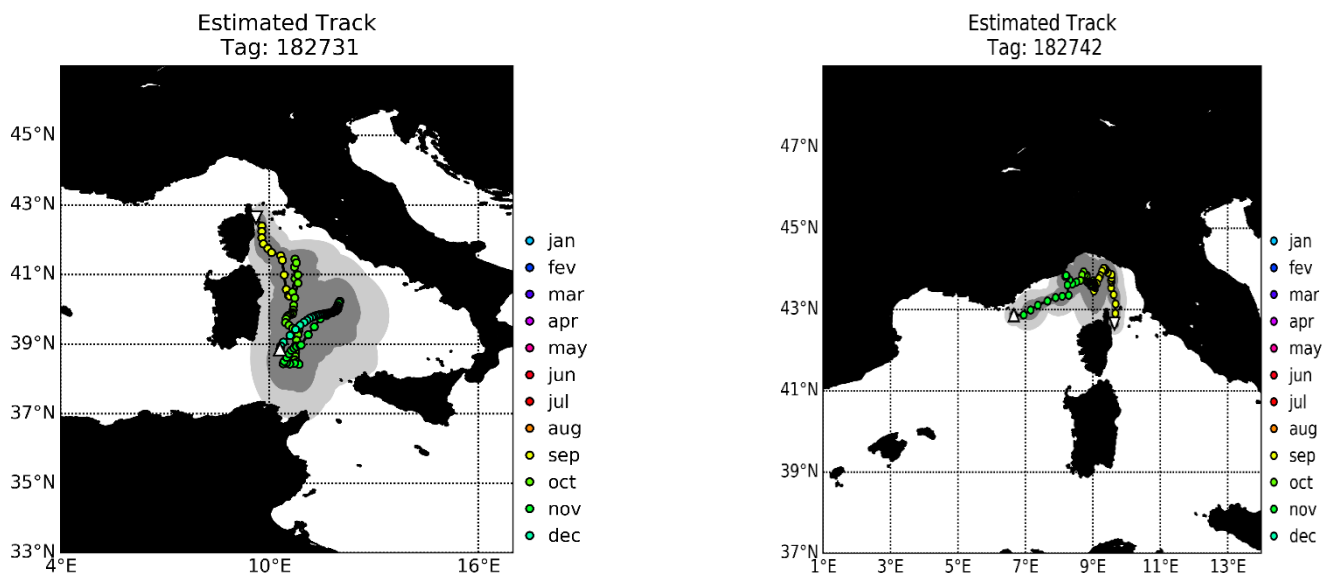 Estimated Track
Tag: 182731
45°N
43°N
41°N
39°N
37°N
35°N
33°N
4°E
10°E
16°E
jan
fev
mar
apr
may
jun
jul
aug
sep
oct
nov
dec
Estimated Track
Tag: 182742
47°N
45°N
43°N
41°N
39°N
37°N
1°E
3°E
5°E
7°E
9°E
11°E
13°E
jan
fev
mar
apr
may
jun
jul
aug
sep
oct
nov
dec